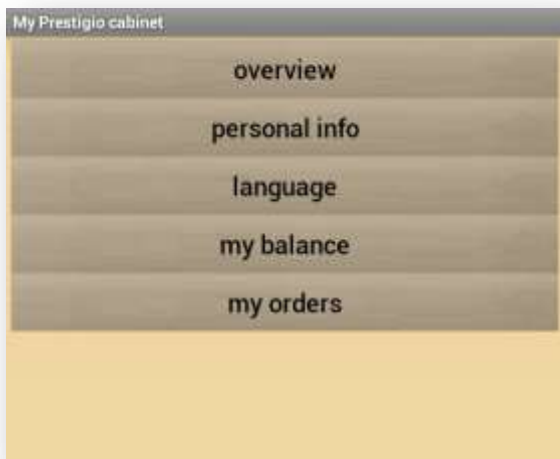 My Prestigio cabinet
overview
personal info
language
my balance
my orders